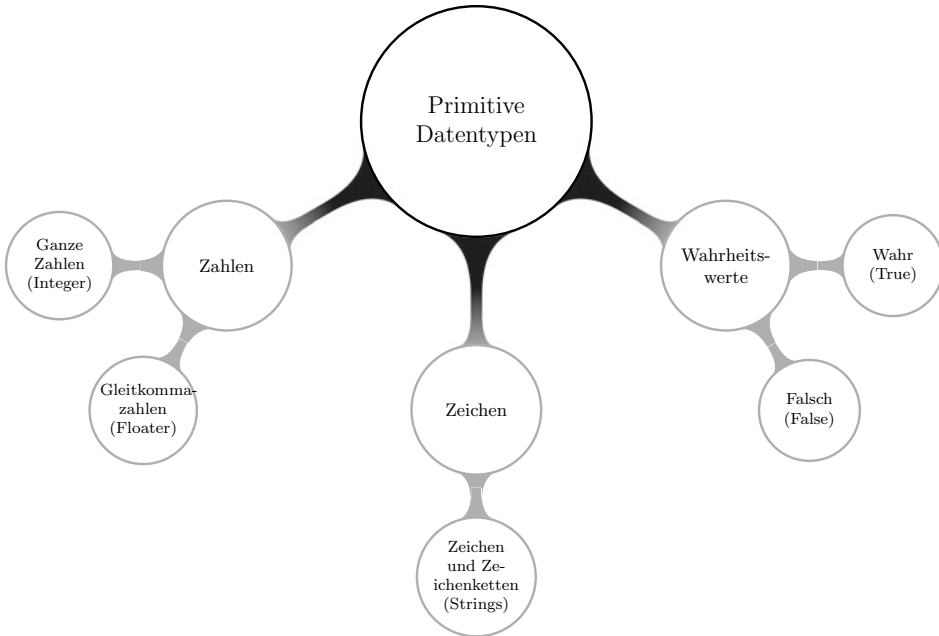 Primitive
Datentypen
Zahlen
Ganze
Zahlen
(Integer)
Gleitkomma-
zahlen
(Floater)
Zeichen
Zeichen
und Ze-
ichenketten
(Strings)
Wahrheits-
werte
Wahr
(True)
Falsch
(False)